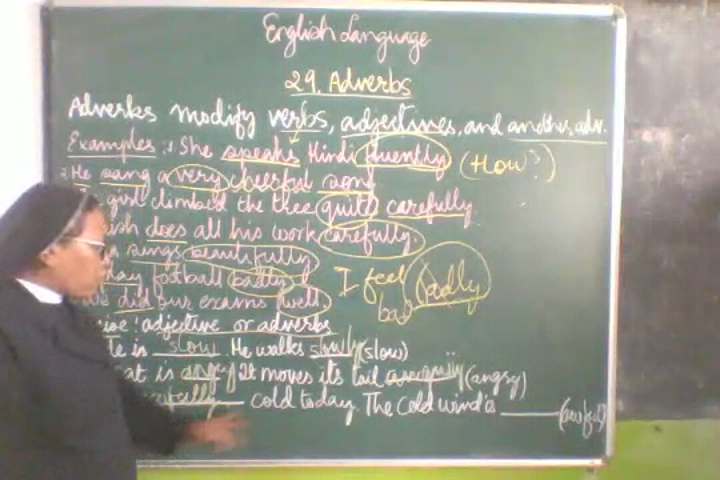 English Language
29. Adverbs
Adverbs modify verbs, adjectives, and another adv.
Examples: She speaks Hindi fluently (How?)
He sang a very cheerful song
girl climbed the tree quite carefully.
does all his work carefully.
sings beautifully
football badly
I feel badly
bad
did our exams well
: adjective or adverbs
is slow. He walks slowly (slow)
at is angry It moves its tail angrily (angry)
cold today. The cold wind is ____ (awful)